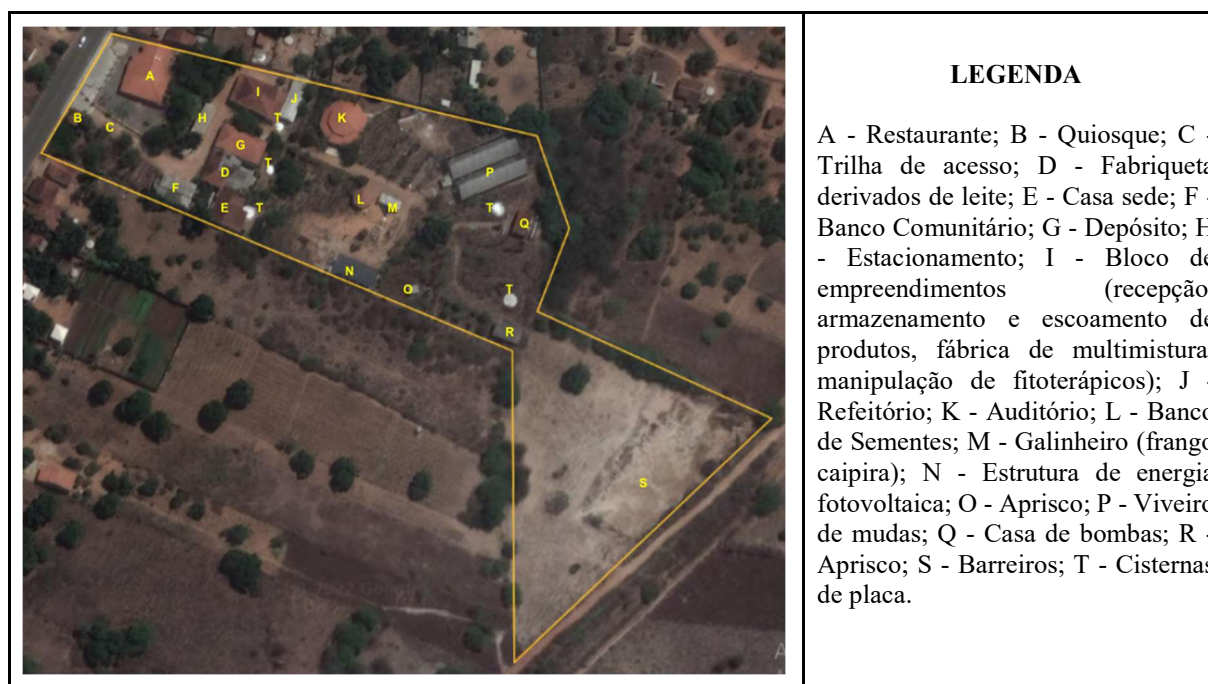 A
I
J
B
C
H
T
K
G
T
D
P
F
L
E
T
M
T
Q
N
O
T
R
S
LEGENDA
A - Restaurante; B - Quiosque; C -
Trilha de acesso; D - Fabriqueta
derivados de leite; E - Casa sede; F -
Banco Comunitário; G - Depósito; H
- Estacionamento; I - Bloco de
empreendimentos (recepção,
armazenamento e escoamento de
produtos, fábrica de multimistura,
manipulação de fitoterápicos); J -
Refeitório; K - Auditório; L - Banco
de Sementes; M - Galinheiro (frango
caipira); N - Estrutura de energia
fotovoltaica; O - Aprisco; P - Viveiro
de mudas; Q - Casa de bombas; R -
Aprisco; S - Barreiros; T - Cisternas
de placa.